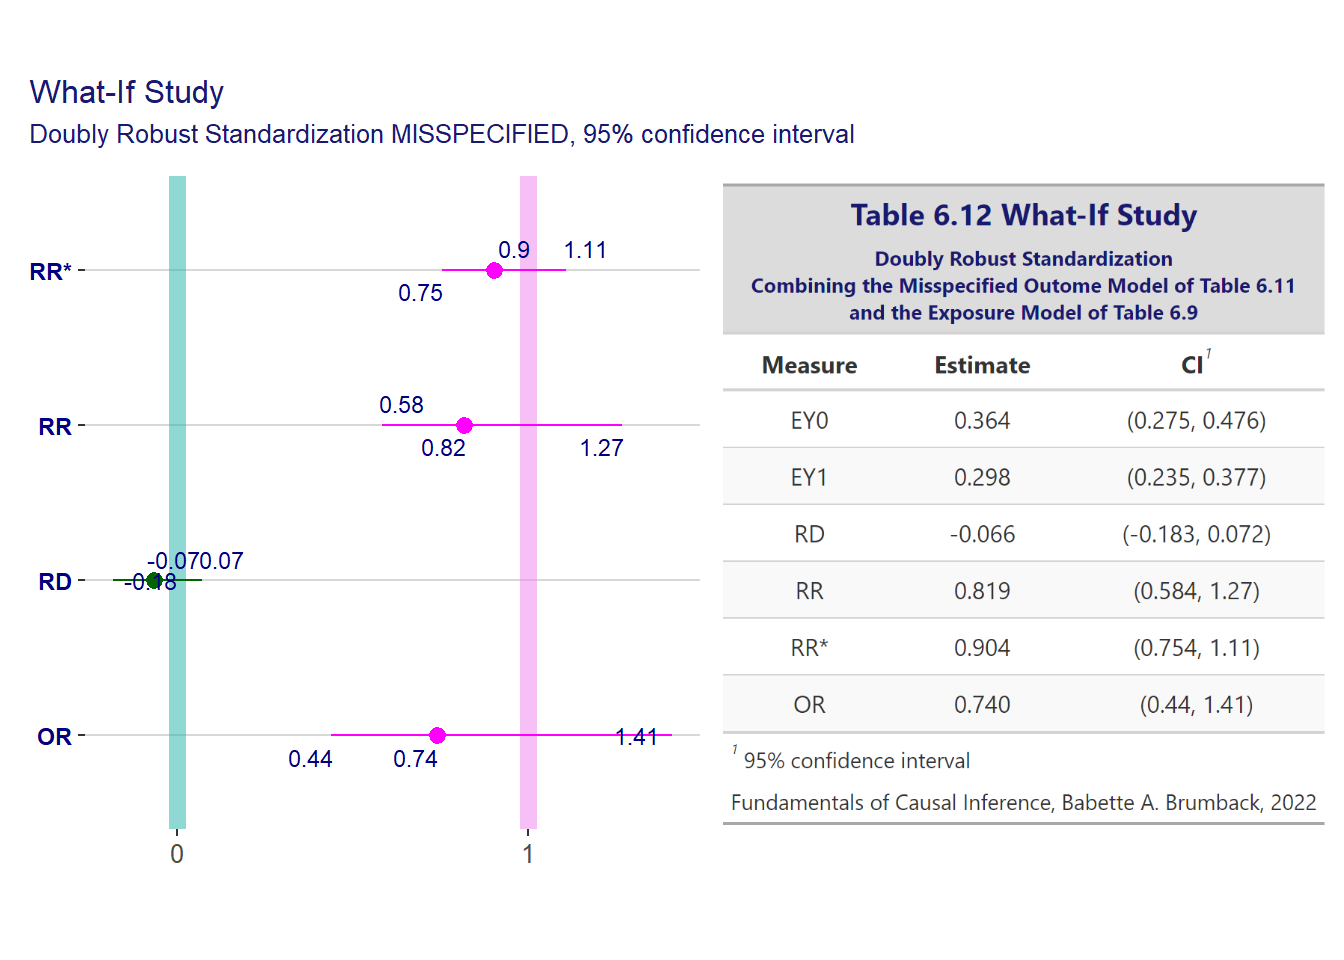 What-If Study
Doubly Robust Standardization MISSPECIFIED, 95% confidence interval
RR*
0.9
1.11
0.75
RR
0.58
0.82
1.27
RD
-0.07
0.07
-0.18
OR
1.41
0.44
0.74
0
1
Table 6.12 What-If Study
Doubly Robust Standardization
Combining the Misspecified Outome Model of Table 6.11
and the Exposure Model of Table 6.9
Measure Estimate CI1
EY0 0.364 (0.275, 0.476)
EY1 0.298 (0.235, 0.377)
RD -0.066 (-0.183, 0.072)
RR 0.819 (0.584, 1.27)
RR* 0.904 (0.754, 1.11)
OR 0.740 (0.44, 1.41)
1 95% confidence interval
Fundamentals of Causal Inference, Babette A. Brumback, 2022